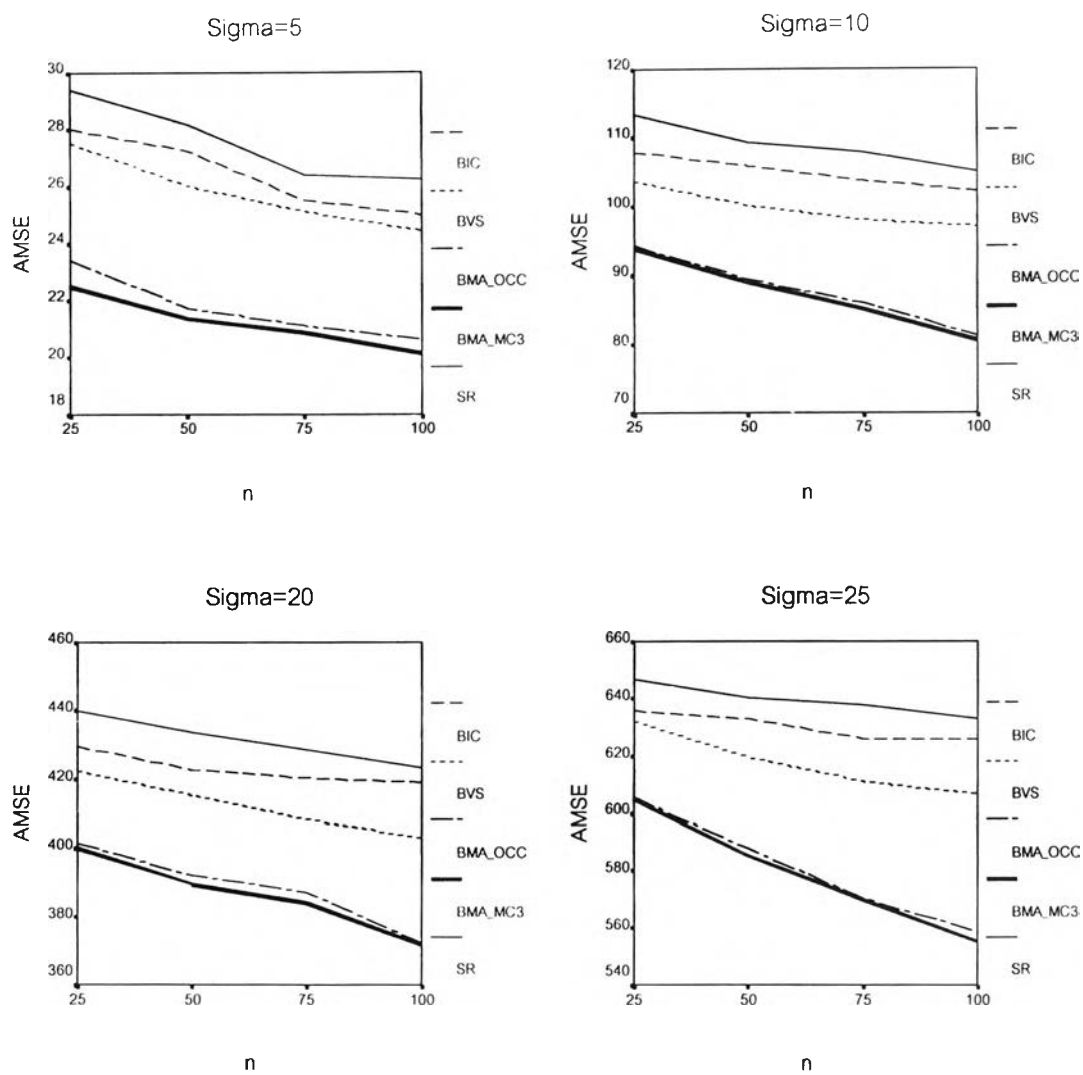 Sigma=5
AMSE
30
28
26
24
22
20
18
25 50 75 100
n
BIC
BVS
BMA_OCC
BMA_MC3
SR
Sigma=10
AMSE
120
110
100
90
80
70
25 50 75 100
n
BIC
BVS
BMA_OCC
BMA_MC3
SR
Sigma=20
AMSE
460
440
420
400
380
360
25 50 75 100
n
BIC
BVS
BMA_OCC
BMA_MC3
SR
Sigma=25
AMSE
660
640
620
600
580
560
540
25 50 75 100
n
BIC
BVS
BMA_OCC
BMA_MC3
SR